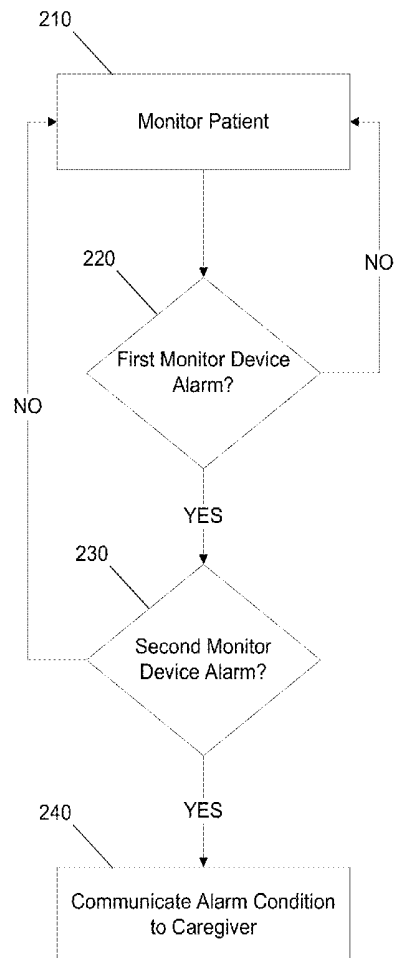 210
Monitor Patient
220
NO
First Monitor Device
Alarm?
NO
YES
230
Second Monitor
Device Alarm?
YES
240
Communicate Alarm Condition
to Caregiver